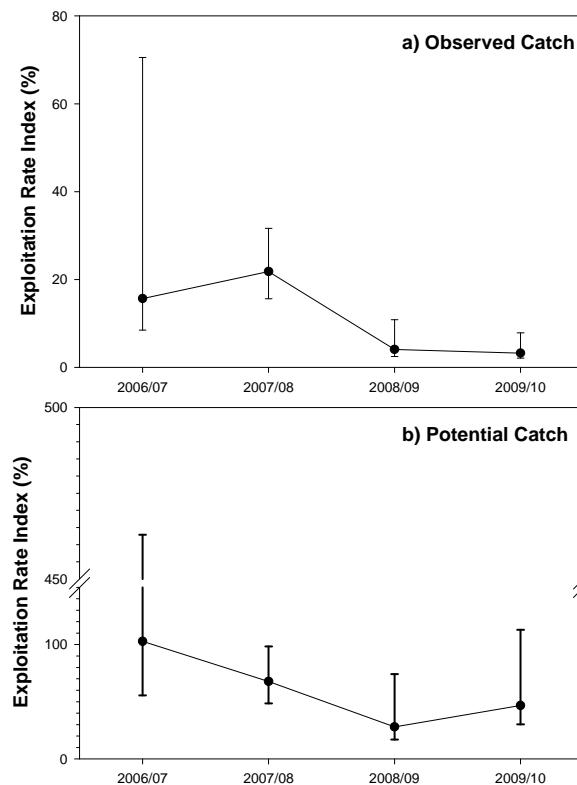 a) Observed Catch
Exploitation Rate Index (%)
80
60
40
20
0
2006/07 2007/08 2008/09 2009/10
b) Potential Catch
Exploitation Rate Index (%)
500
450
100
0
2006/07 2007/08 2008/09 2009/10